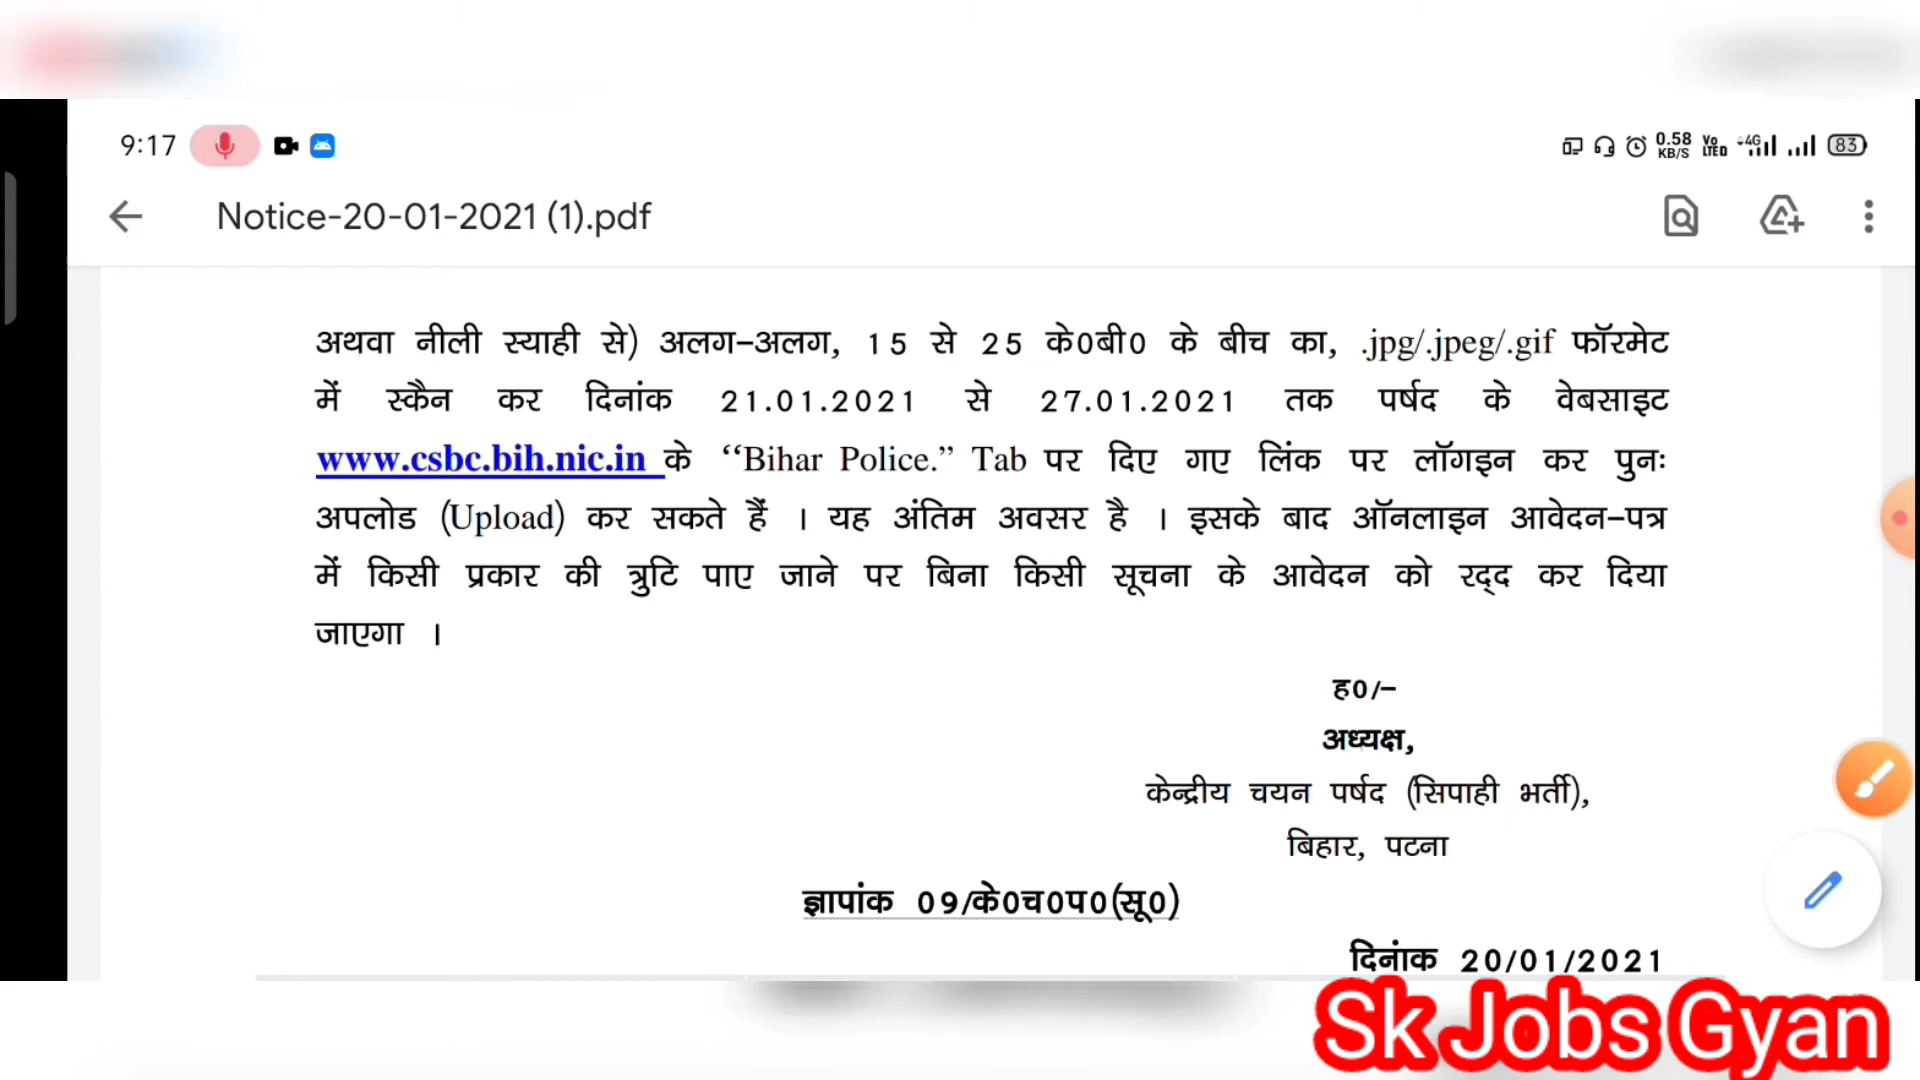 9:17
0.58 KB/S Vo LTED 4G 83
Notice-20-01-2021 (1).pdf
अथवा नीली स्याही से) अलग-अलग, 15 से 25 के0बी0 के बीच का, .jpg/.jpeg/.gif फॉरमेट
में स्कैन कर दिनांक 21.01.2021 से 27.01.2021 तक पर्षद के वेबसाइट
www.csbc.bih.nic.in के “Bihar Police.” Tab पर दिए गए लिंक पर लॉगइन कर पुनः
अपलोड (Upload) कर सकते हैं । यह अंतिम अवसर है । इसके बाद ऑनलाइन आवेदन-पत्र
में किसी प्रकार की त्रुटि पाए जाने पर बिना किसी सूचना के आवेदन को रद्द कर दिया
जाएगा ।
ह0/-
अध्यक्ष,
केन्द्रीय चयन पर्षद (सिपाही भर्ती),
बिहार, पटना
ज्ञापांक 09/के0च0प0(सू0)
दिनांक 20/01/2021
Sk Jobs Gyan